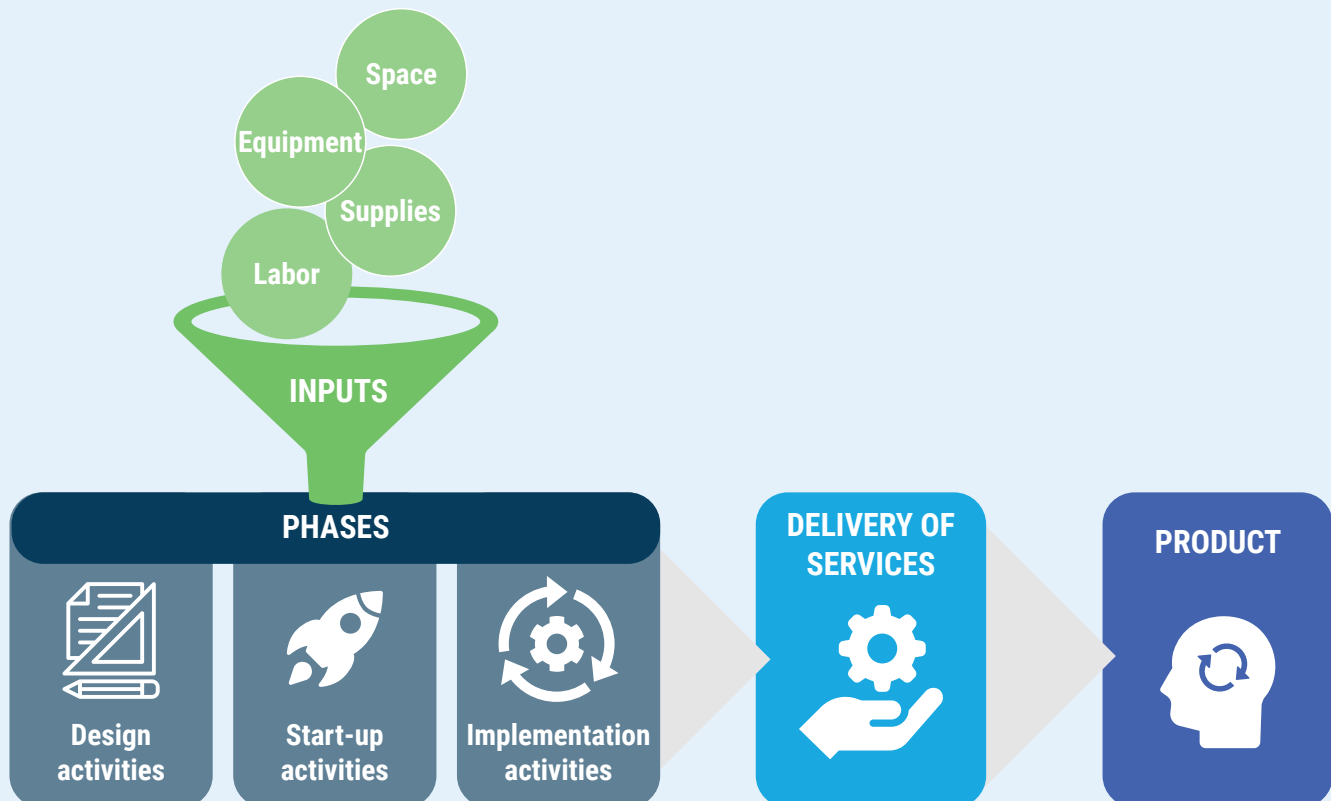 Space
Equipment
Supplies
Labor
INPUTS
PHASES
Design
activities
Start-up
activities
Implementation
activities
DELIVERY OF
SERVICES
PRODUCT